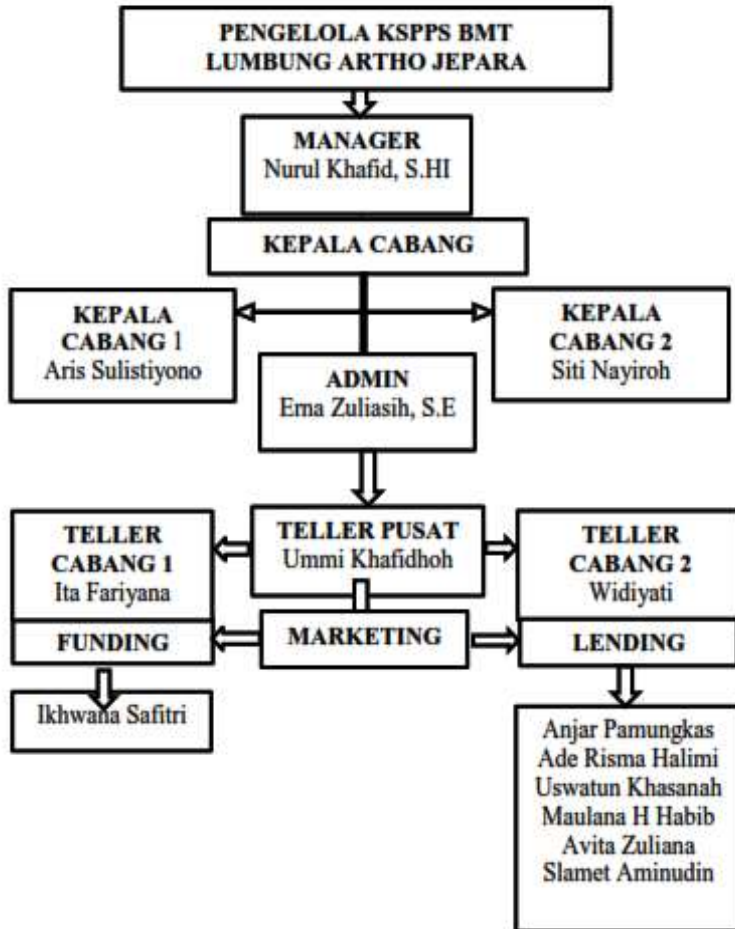 PENGELOLA KSPPS BMT
LUMBUNG ARTHO JEPARA
MANAGER
Nurul Khafid, S.HI
KEPALA CABANG
KEPALA
CABANG 1
Aris Sulistiyono
KEPALA
CABANG 2
Siti Nayiroh
ADMIN
Erna Zuliasih, S.E
TELLER
CABANG 1
Ita Fariyana
TELLER PUSAT
Ummi Khafidhoh
TELLER
CABANG 2
Widiyati
FUNDING
MARKETING
LENDING
Ikhwana Safitri
Anjar Pamungkas
Ade Risma Halimi
Uswatun Khasanah
Maulana H Habib
Avita Zuliana
Slamet Aminudin